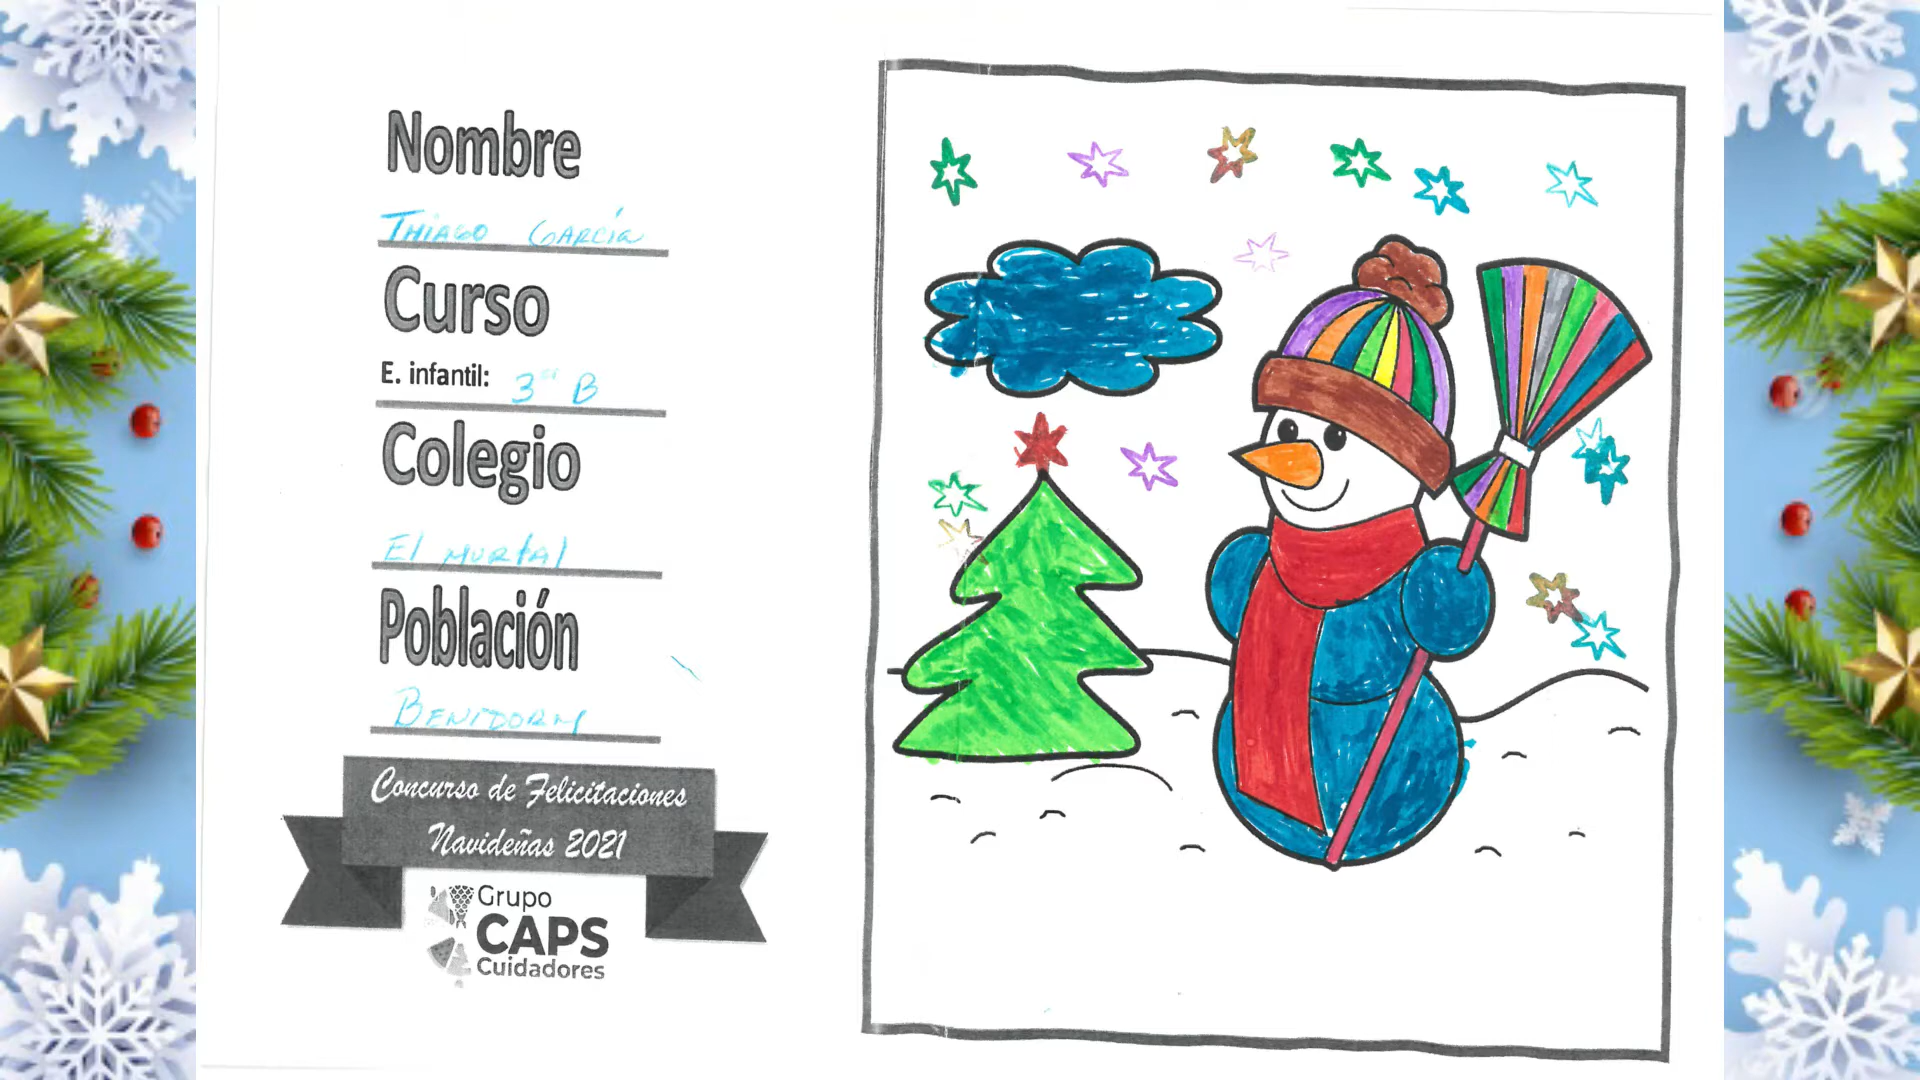 Nombre
THIAGO GARCÍA
Curso
E. infantil: 3º B
Colegio
El MURTAL
Población
BENIDORM
Concurso de Felicitaciones
Navideñas 2021
Grupo
CAPS
Cuidadores